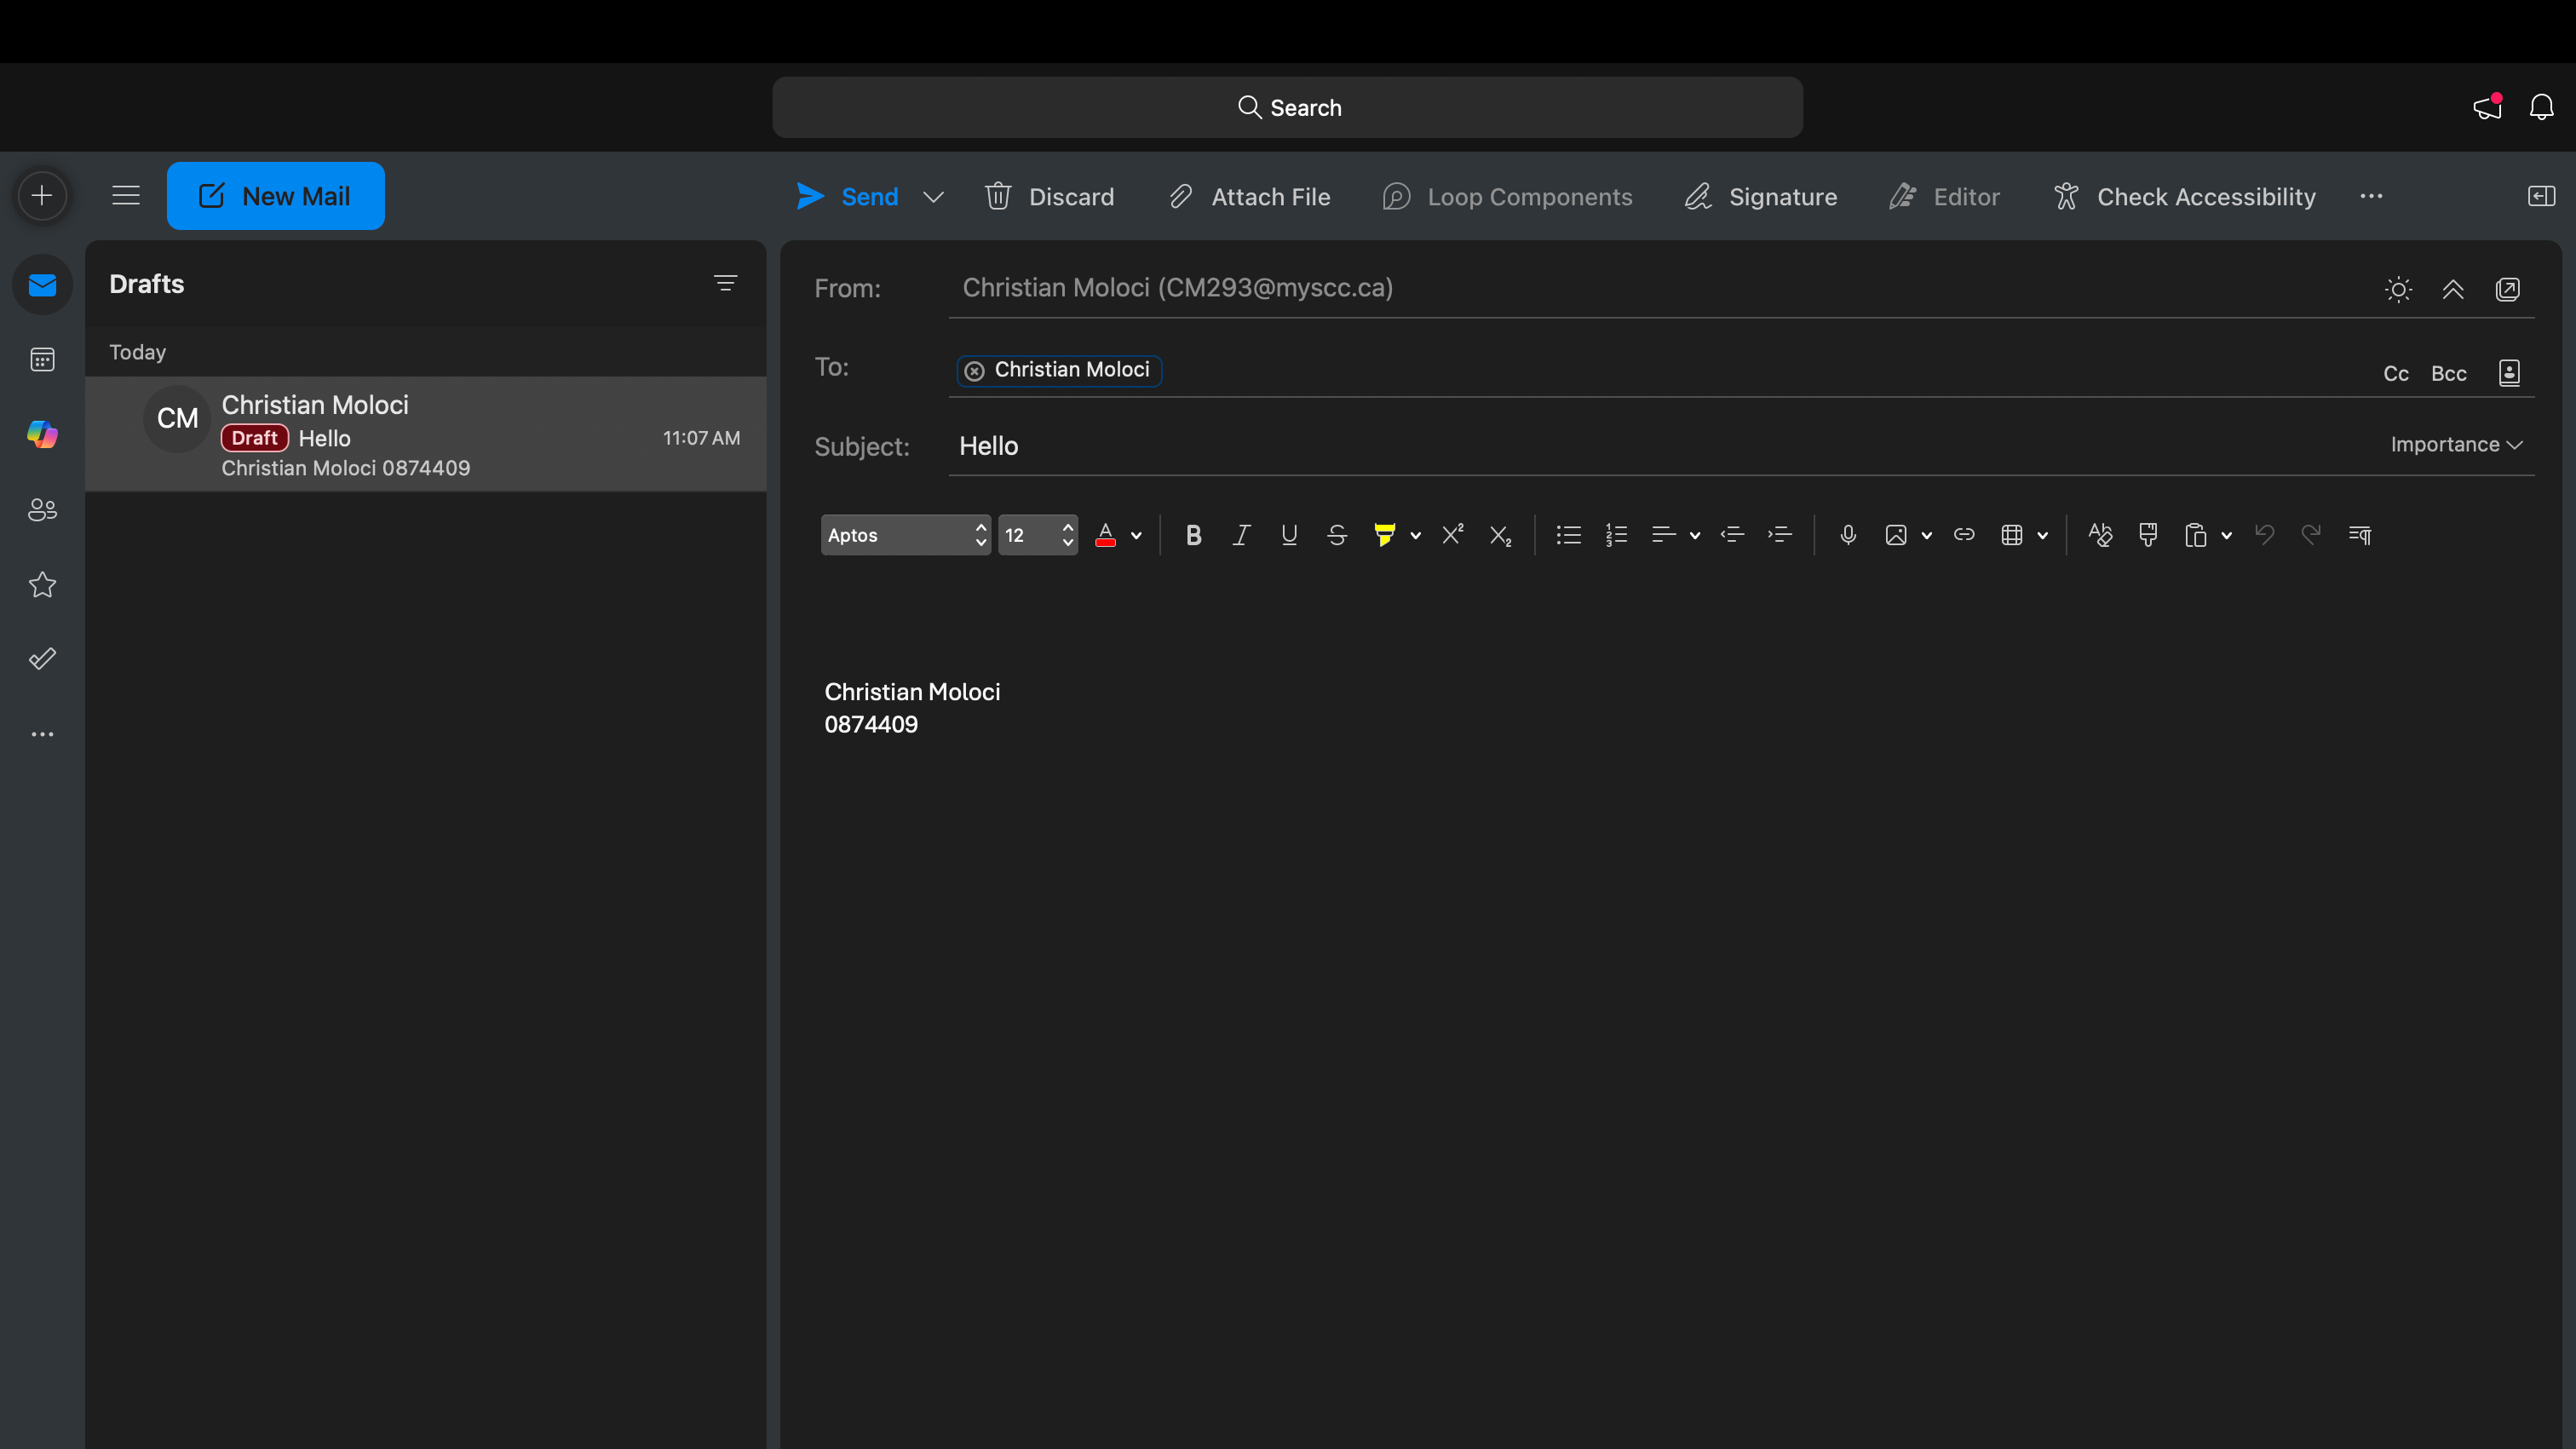 Search
New Mail
Send
Discard
Attach File
Loop Components
Signature
Editor
Check Accessibility
Drafts
Today
CM
Christian Moloci
Draft Hello 11:07 AM
Christian Moloci 0874409
From: Christian Moloci (CM293@myscc.ca)
To: Christian Moloci Cc Bcc
Subject: Hello Importance
Aptos 12
Christian Moloci
0874409